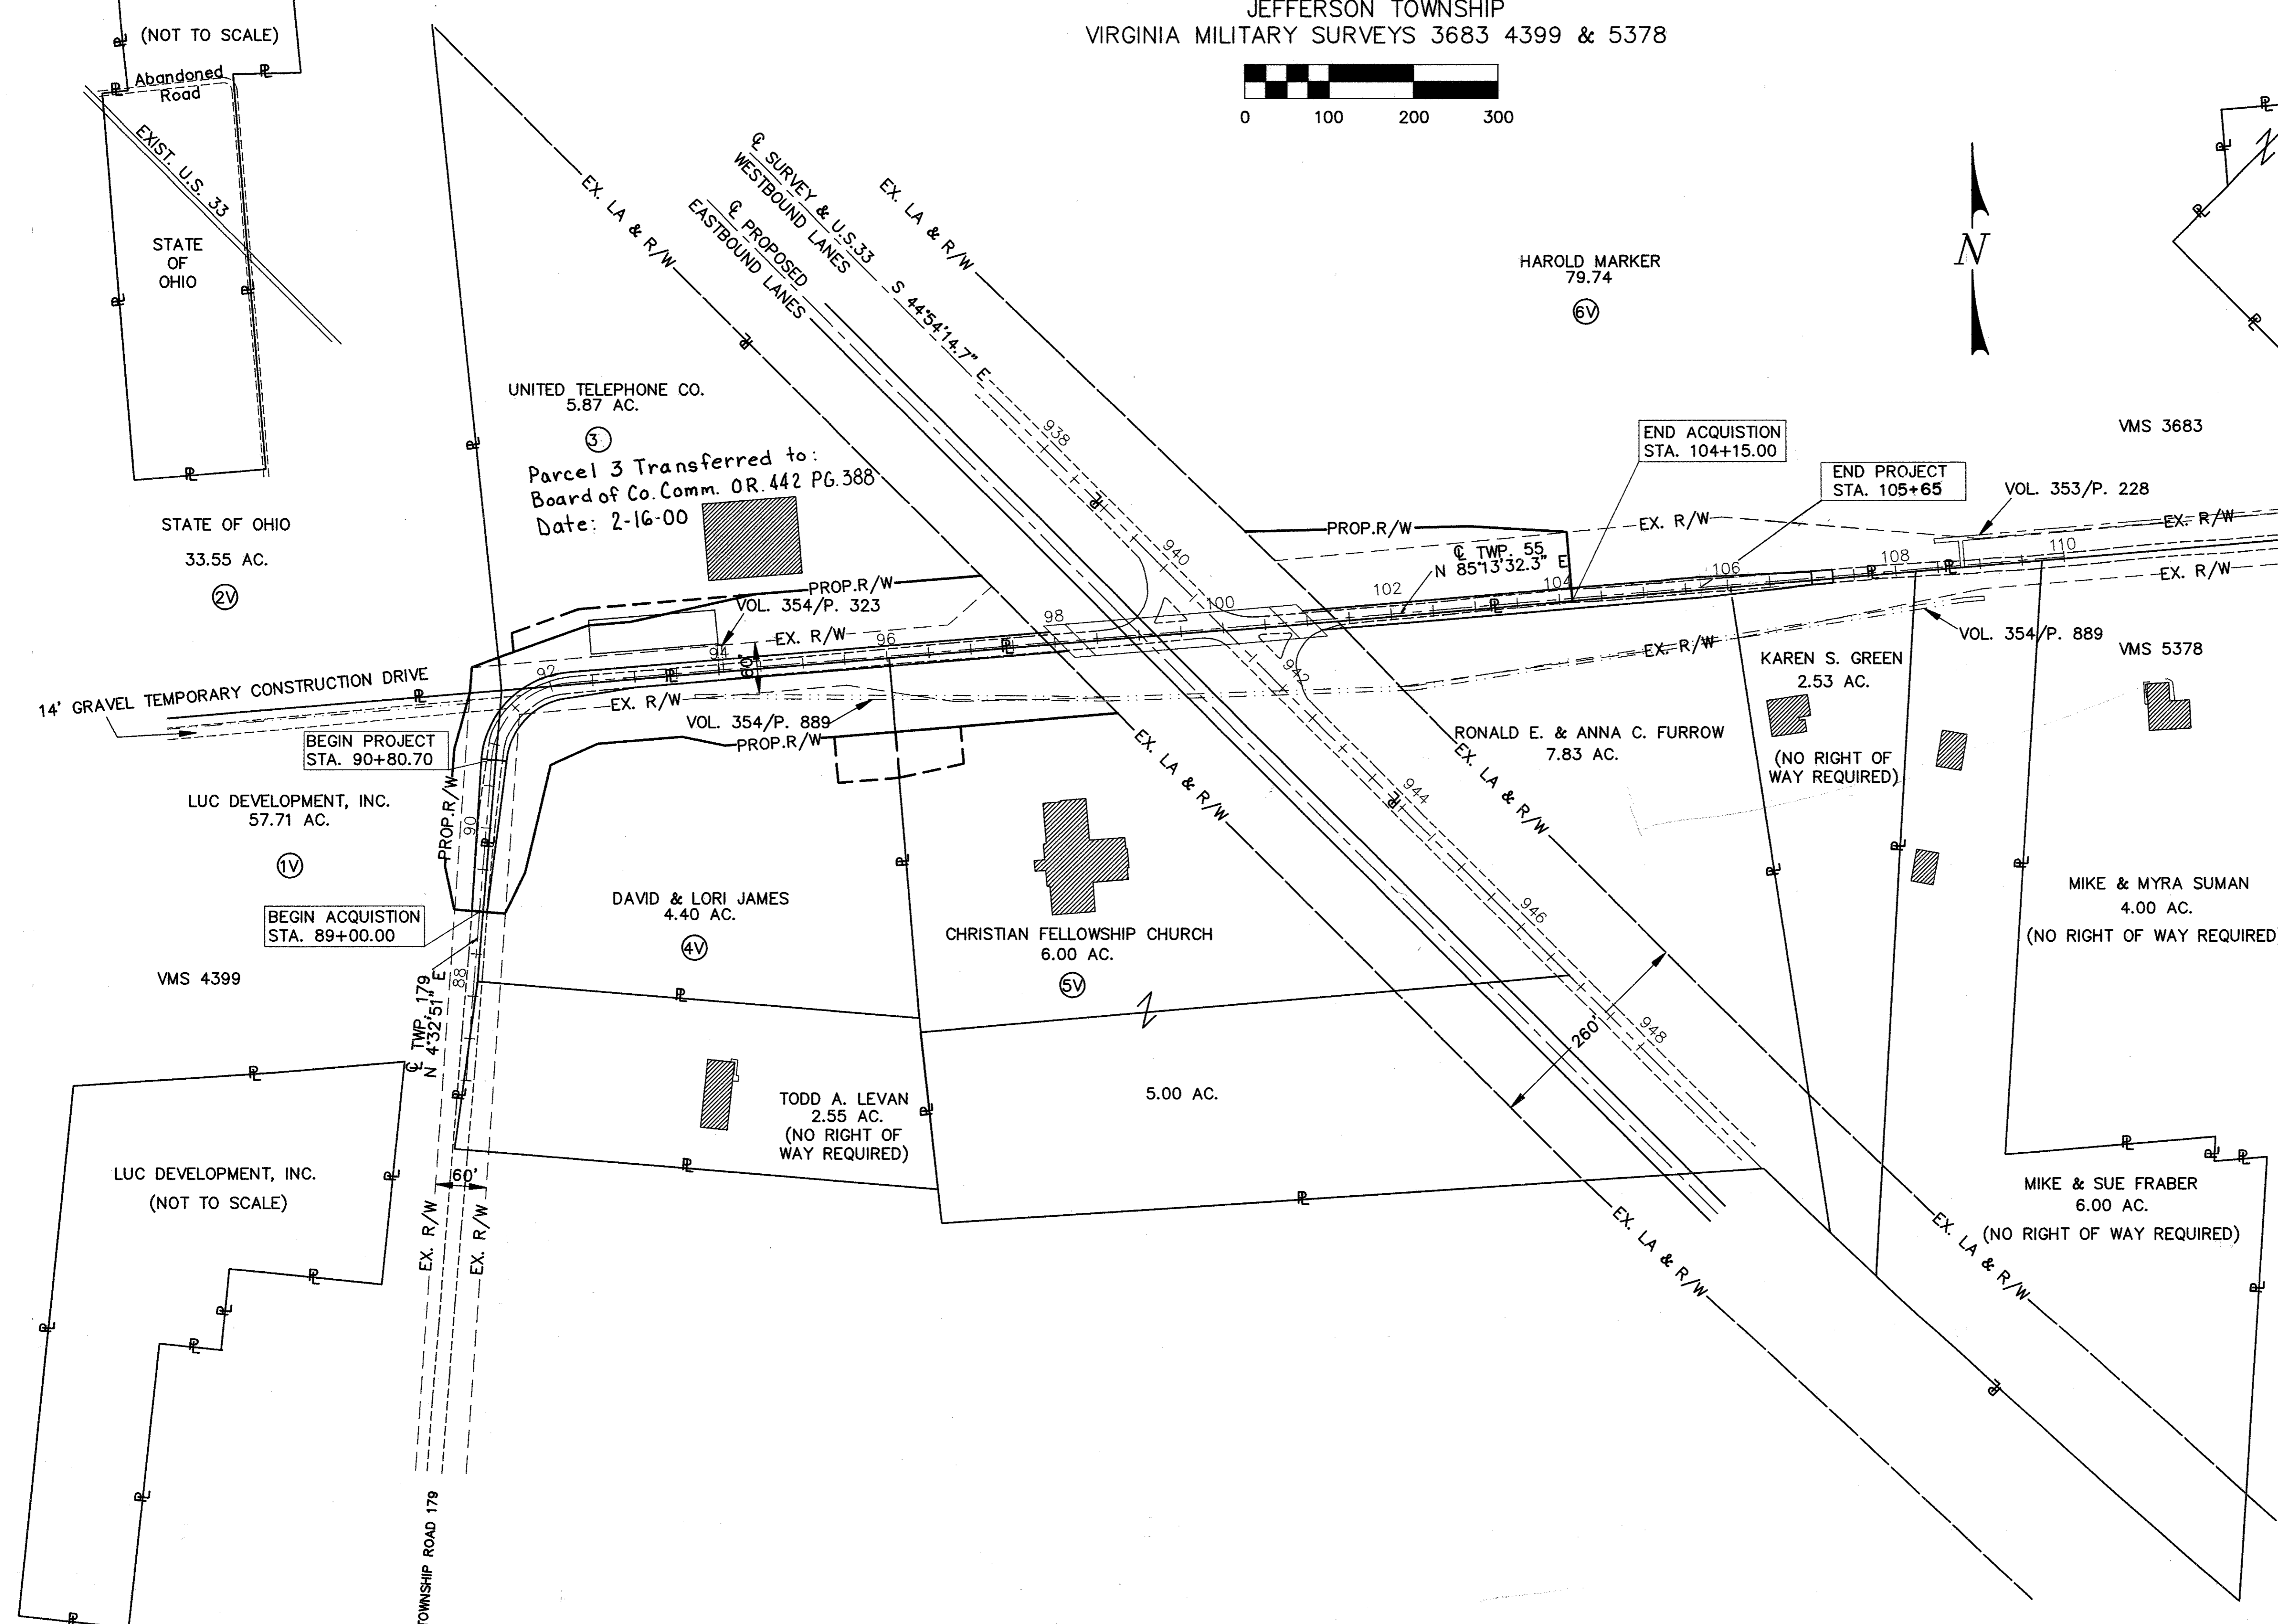 JEFFERSON TOWNSHIP
VIRGINIA MILITARY SURVEYS 3683 4399 & 5378
0 100 200 300
(NOT TO SCALE)
Abandoned
Road
EXIST. U.S. 33
STATE
OF
OHIO
STATE OF OHIO
33.55 AC.
2V
UNITED TELEPHONE CO.
5.87 AC.
3
Parcel 3 Transferred to:
Board of Co. Comm. OR. 442 PG. 388
Date: 2-16-00
EX. LA & R/W
℄ SURVEY & U.S.33
WESTBOUND LANES
℄ PROPOSED
EASTBOUND LANES
S 44°54'14.7" E
EX. LA & R/W
HAROLD MARKER
79.74
6V
N
VMS 3683
END ACQUISTION
STA. 104+15.00
END PROJECT
STA. 105+65
VOL. 353/P. 228
EX. R/W
PROP.R/W
EX. R/W
℄ TWP. 55
N 85°13'32.3" E
PROP.R/W
VOL. 354/P. 323
EX. R/W
60'
92 94 96 98 100 102 104 106 108 110
938
940
942
944
946
948
14' GRAVEL TEMPORARY CONSTRUCTION DRIVE
EX. R/W
VOL. 354/P. 889
PROP.R/W
EX. R/W
EX. R/W
VOL. 354/P. 889
VMS 5378
BEGIN PROJECT
STA. 90+80.70
LUC DEVELOPMENT, INC.
57.71 AC.
1V
PROP.R/W
90
BEGIN ACQUISTION
STA. 89+00.00
88
VMS 4399
℄ TWP. 179
N 4°32'51" E
DAVID & LORI JAMES
4.40 AC.
4V
CHRISTIAN FELLOWSHIP CHURCH
6.00 AC.
5V
EX. LA & R/W
RONALD E. & ANNA C. FURROW
7.83 AC.
EX. LA & R/W
KAREN S. GREEN
2.53 AC.
(NO RIGHT OF
WAY REQUIRED)
MIKE & MYRA SUMAN
4.00 AC.
(NO RIGHT OF WAY REQUIRED
260'
TODD A. LEVAN
2.55 AC.
(NO RIGHT OF
WAY REQUIRED)
5.00 AC.
LUC DEVELOPMENT, INC.
(NOT TO SCALE)
60'
EX. R/W
EX. R/W
MIKE & SUE FRABER
6.00 AC.
(NO RIGHT OF WAY REQUIRED)
EX. LA & R/W
EX. LA & R/W
TOWNSHIP ROAD 179